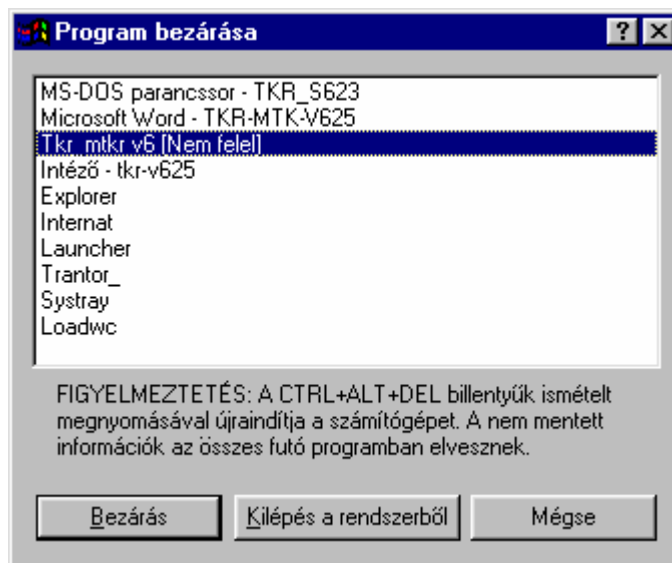 Program bezárása
MS-DOS parancssor - TKR_S623
Microsoft Word - TKR-MTK-V625
Tkr_mtkr v6 [Nem felel]
Intéző - tkr-v625
Explorer
Internat
Launcher
Trantor_
Systray
Loadwc
FIGYELMEZTETÉS: A CTRL+ALT+DEL billentyűk ismételt
megnyomásával újraindítja a számítógépet. A nem mentett
információk az összes futó programban elvesznek.
Bezárás Kilépés a rendszerből Mégse